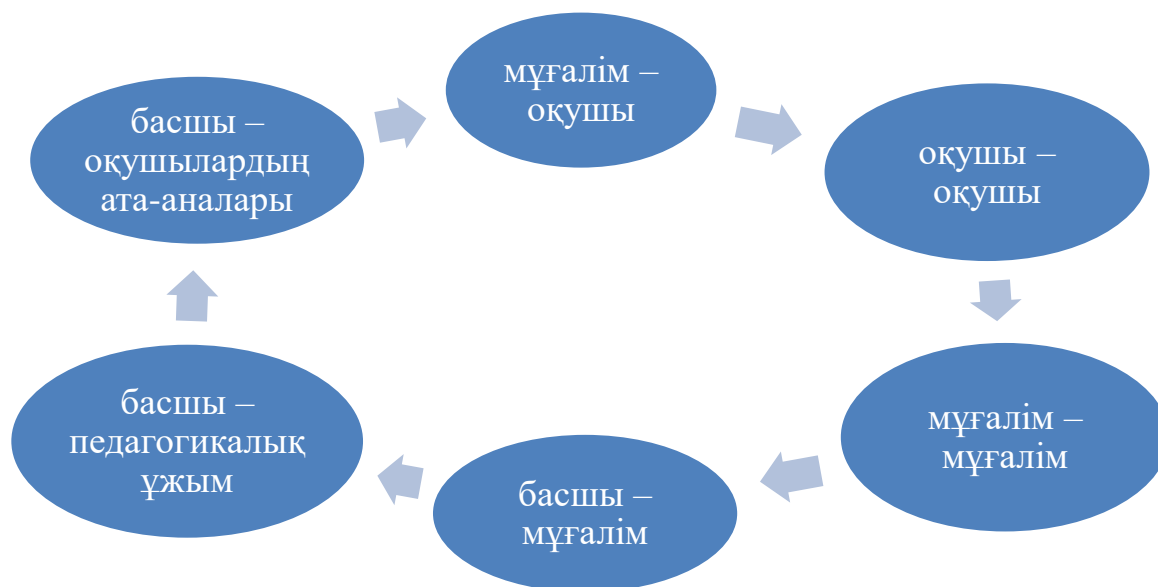 мұғалім –
оқушы
оқушы –
оқушы
мұғалім –
мұғалім
басшы –
мұғалім
басшы –
педагогикалық
ұжым
басшы –
оқушылардың
ата-аналары